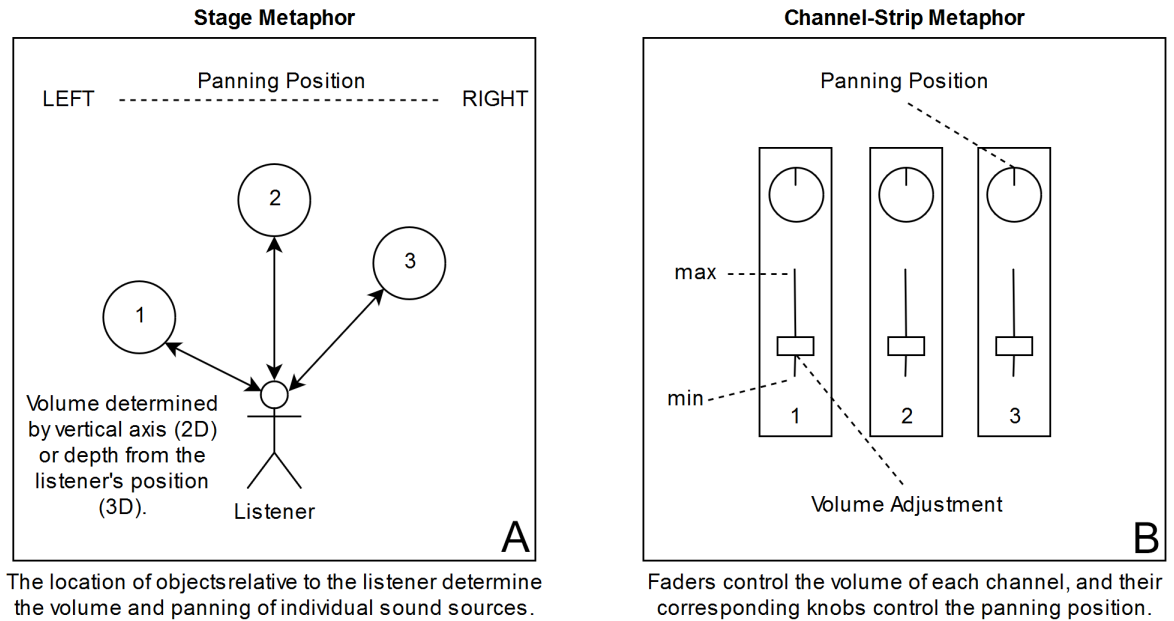 Stage Metaphor
Panning Position
LEFT
RIGHT
2
3
1
Volume determined
by vertical axis (2D)
or depth from the
listener's position
(3D).
Listener
A
The location of objectsrelative to the listener determine
the volume and panning of individual sound sources.
Channel-Strip Metaphor
Panning Position
max
min
1
2
3
Volume Adjustment
B
Faders control the volume of each channel, and their
corresponding knobs control the panning position.